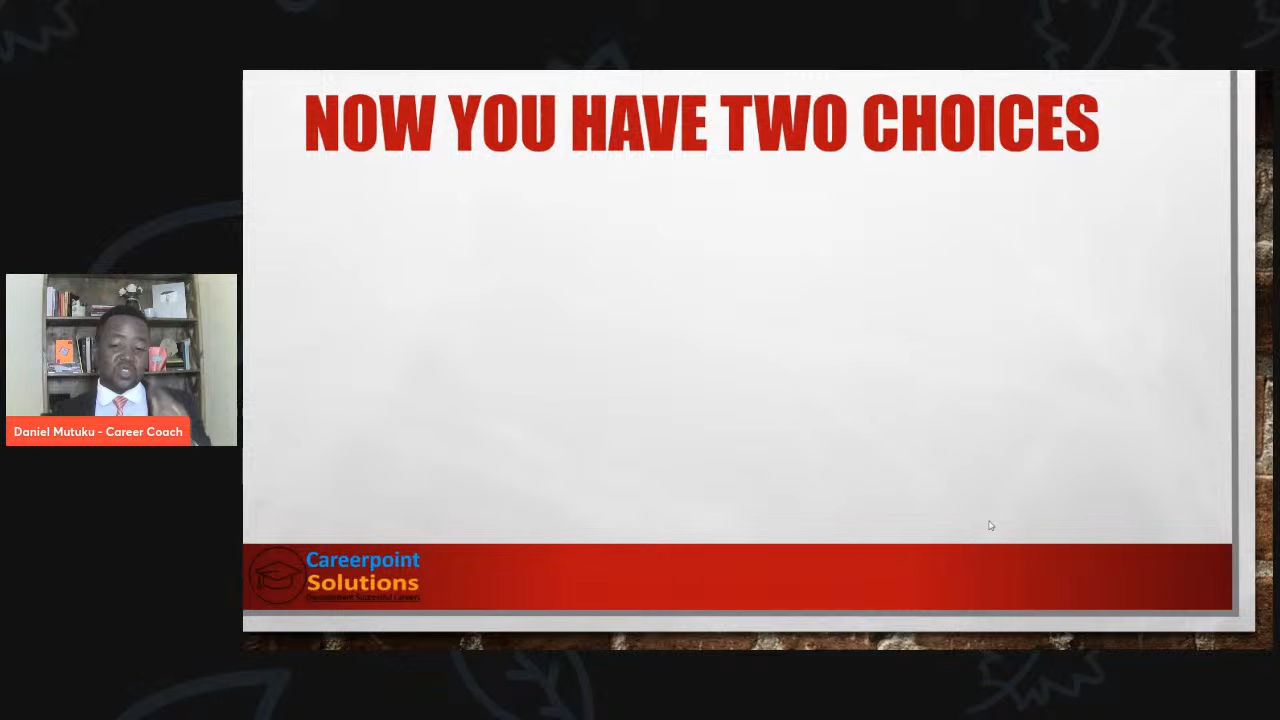 NOW YOU HAVE TWO CHOICES
Daniel Mutuku - Career Coach
Careerpoint
Solutions